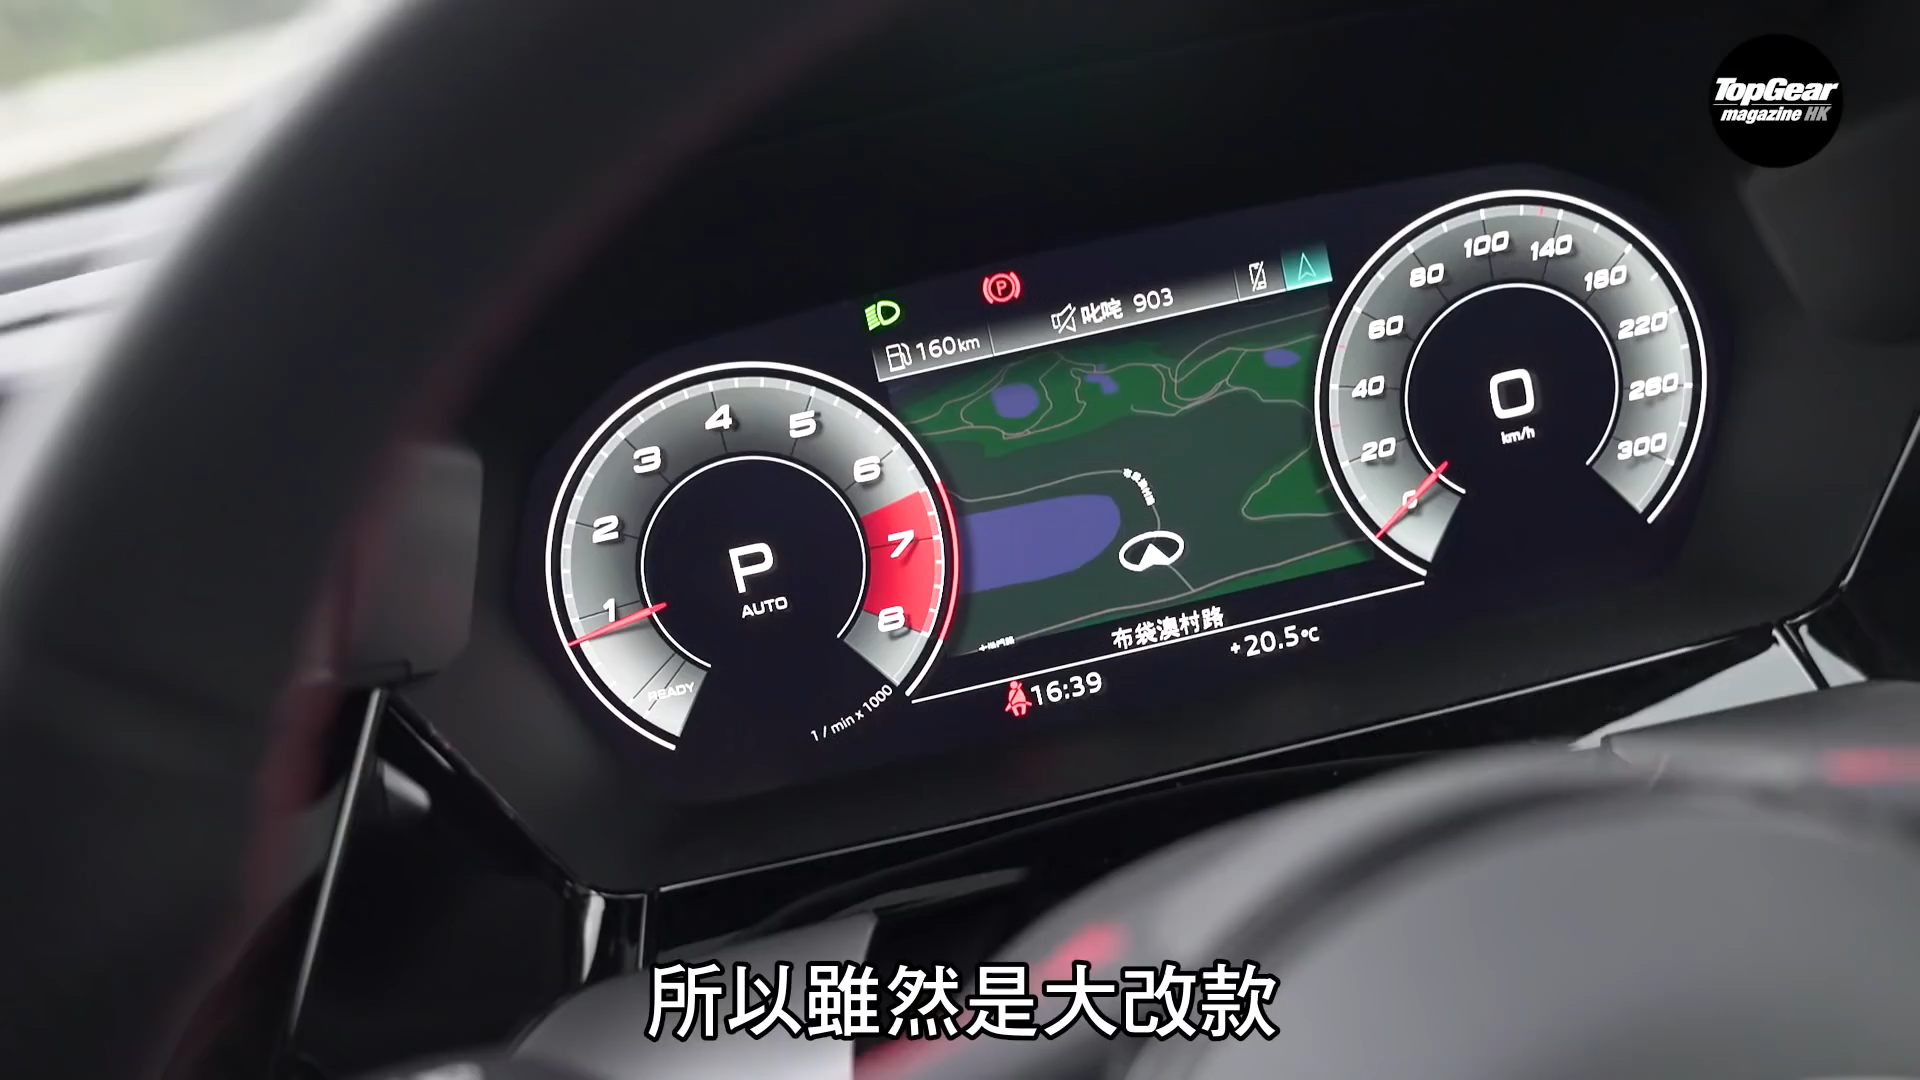 TopGear
magazine HK
叱咤 903
160km
1 2 3 4 5 6 7 8
P
AUTO
READY
1 / min x 1000
0 20 40 60 80 100 140 180 220 260 300
0
km/h
布袋澳村路
+20.5°C
16:39
所以雖然是大改款